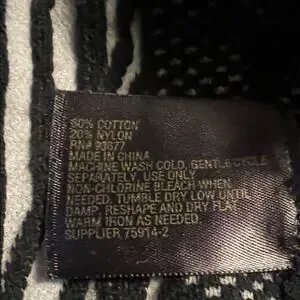 80% COTTON
20% NYLON
RN# 93677
MADE IN CHINA
MACHINE WASH COLD, GENTLE CYCLE
SEPARATELY, USE ONLY
NON-CHLORINE BLEACH WHEN
NEEDED. TUMBLE DRY LOW UNTIL
DAMP, RESHAPE AND DRY FLAT.
WARM IRON AS NEEDED.
SUPPLIER 75914-2